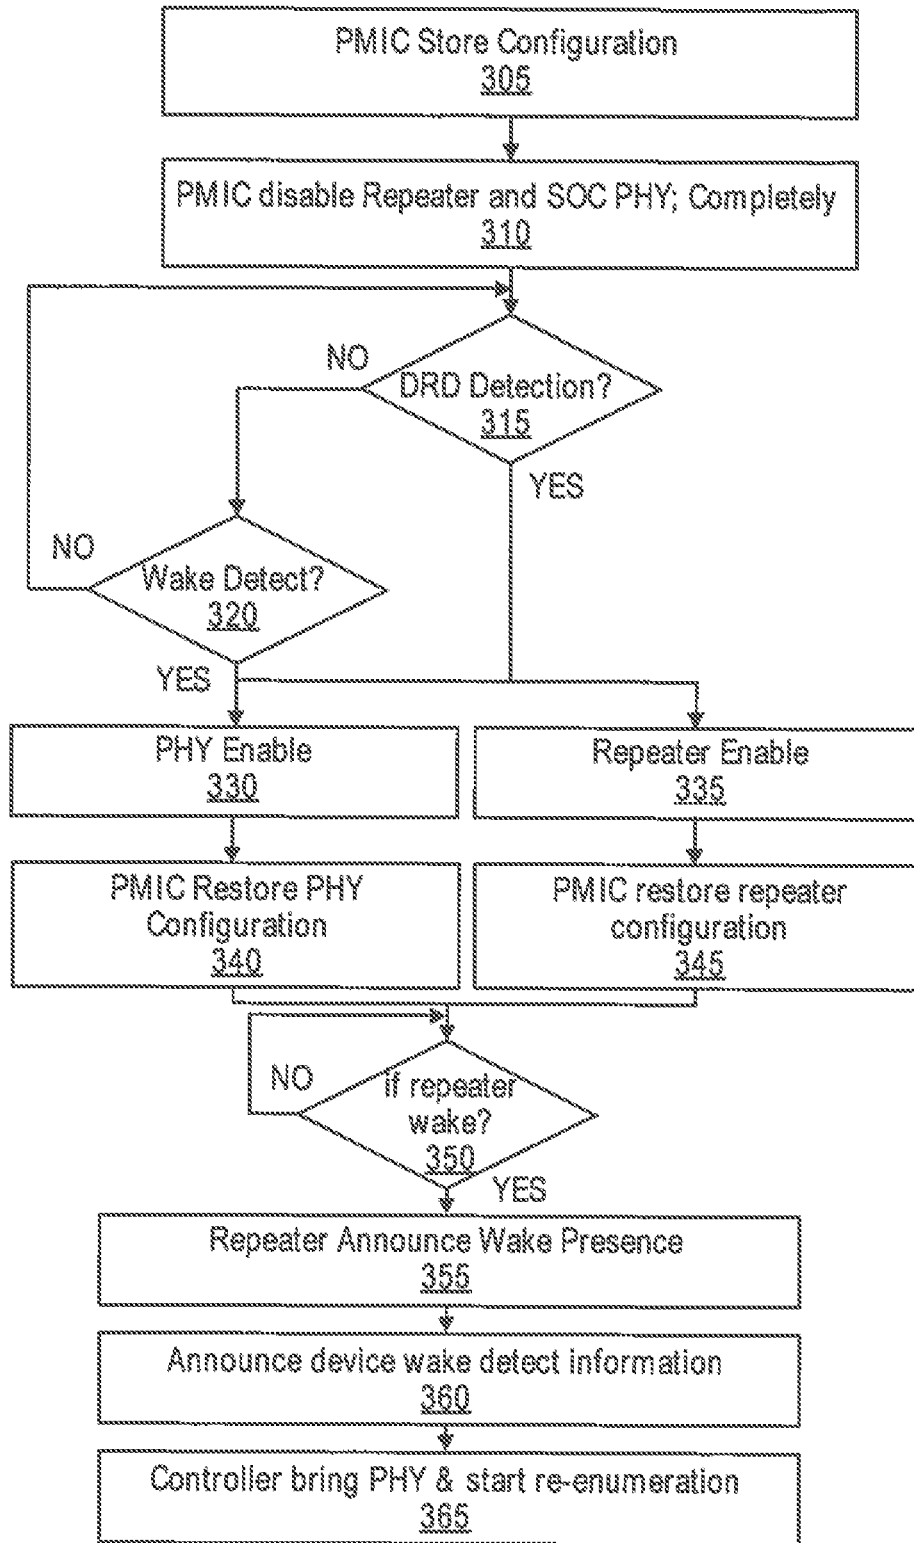 PMIC Store Configuration
305
PMIC disable Repeater and SOC PHY; Completely
310
NO
DRD Detection?
315
YES
NO
Wake Detect?
320
YES
PHY Enable
330
Repeater Enable
335
PMIC Restore PHY
Configuration
340
PMIC restore repeater
configuration
345
NO
if repeater
wake?
350
YES
Repeater Announce Wake Presence
355
Announce device wake detect information
360
Controller bring PHY & start re-enumeration
365